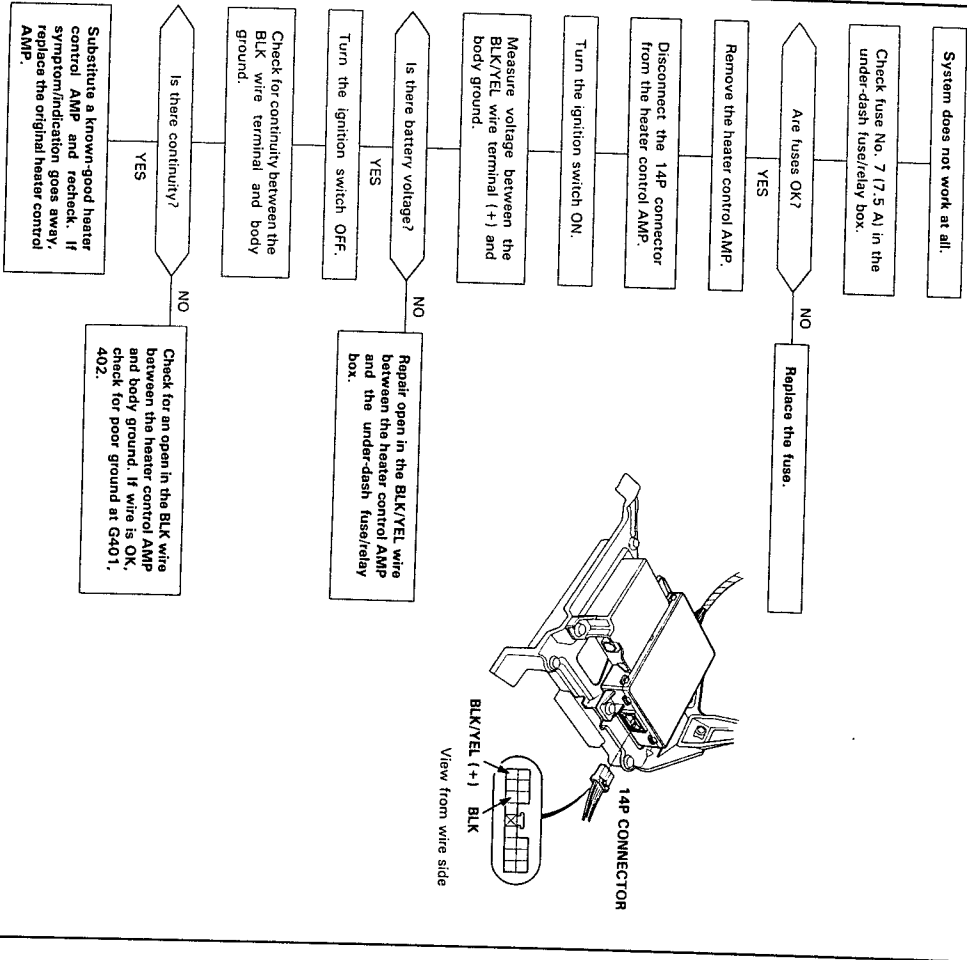 System does not work at all.
Check fuse No. 7 (7.5 A) in the
under-dash fuse/relay box.
Are fuses OK?
NO
Replace the fuse.
YES
Remove the heater control AMP.
Disconnect the 14P connector
from the heater control AMP.
Turn the ignition switch ON.
Measure voltage between the
BLK/YEL wire the terminal (+) and
body ground.
Is there battery voltage?
NO
Repair open in the BLK/YEL wire
between the heater control AMP
and the under-dash fuse/relay
box.
YES
Turn the ignition switch OFF.
Check for continuity between the
BLK wire terminal and body
ground.
Is there continuity?
NO
Check for an open in the BLK wire
between the heater control AMP
and body ground. If wire is OK,
check for poor ground at G401,
402.
YES
Substitute a known-good heater
control AMP and recheck. If
symptom/indication goes away,
replace the original heater control
AMP.
14P CONNECTOR
BLK/YEL (+) BLK
View from wire side